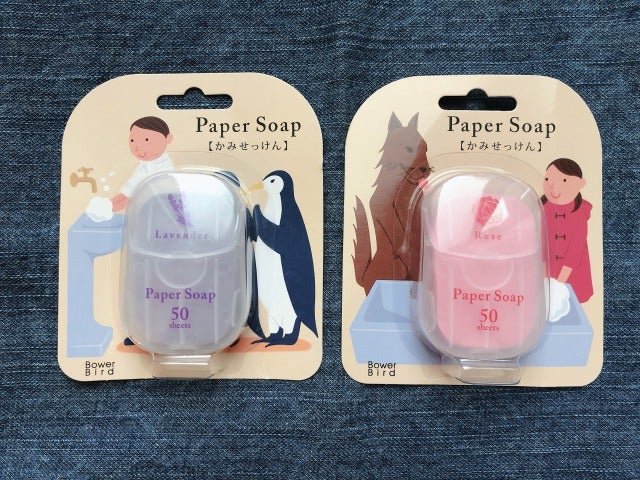 Paper Soap
【かみせっけん】
Lavender
Paper Soap
50
sheets
Bower
Bird
Paper Soap
【かみせっけん】
Rose
Paper Soap
50
sheets
Bower
Bird